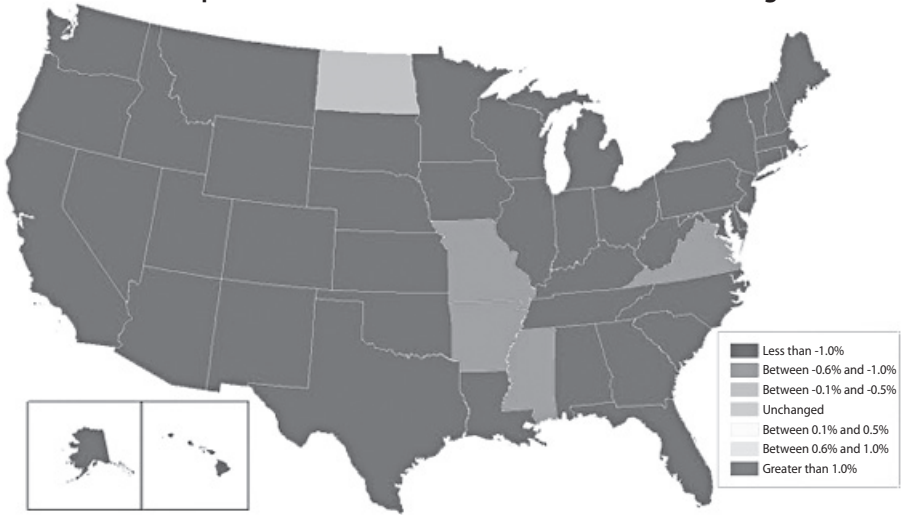 Less than -1.0%
Between -0.6% and -1.0%
Between -0.1% and -0.5%
Unchanged
Between 0.1% and 0.5%
Between 0.6% and 1.0%
Greater than 1.0%